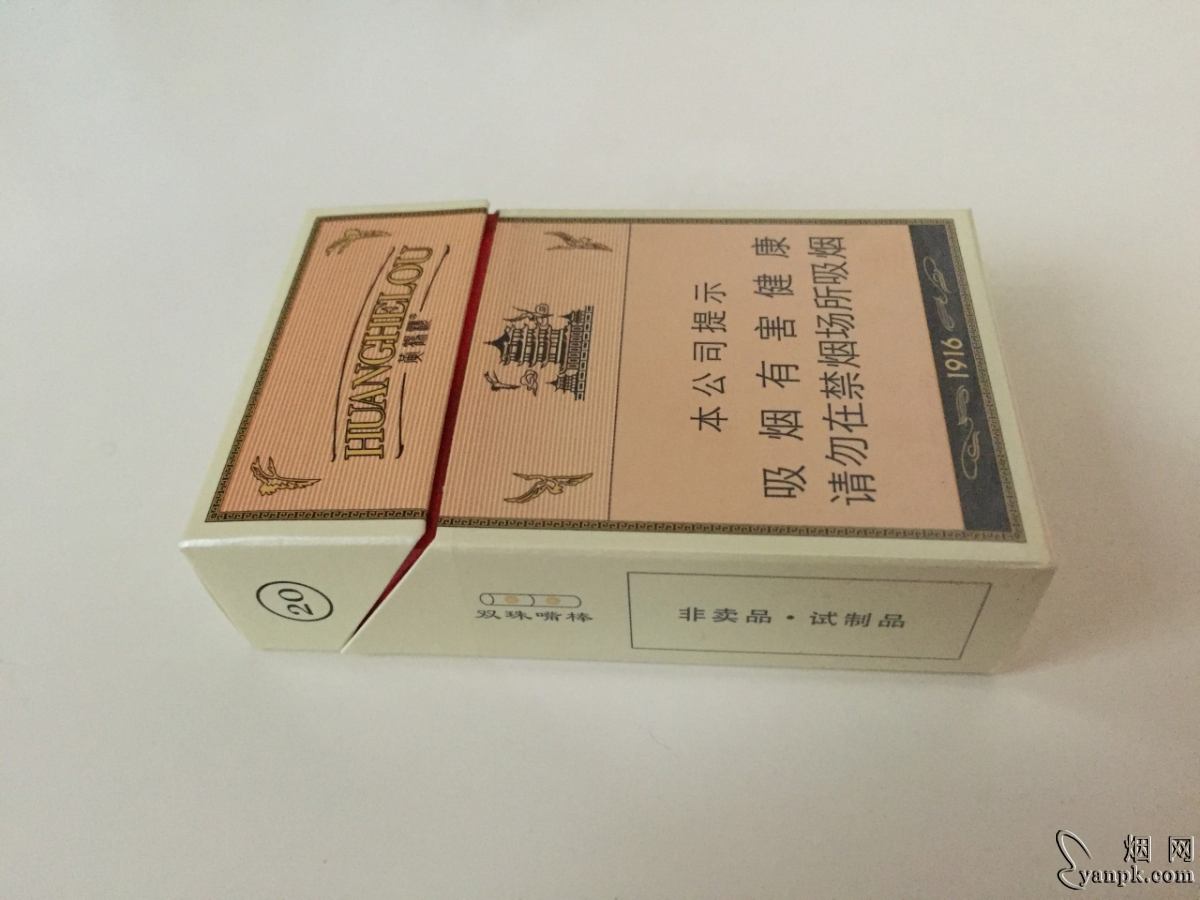 HUANGHELOU
黄鹤楼
本公司提示
吸烟有害健康
请勿在禁烟场所吸烟
1916
20
双珠嘴棒
非卖品·试制品
烟网
yanpk.com